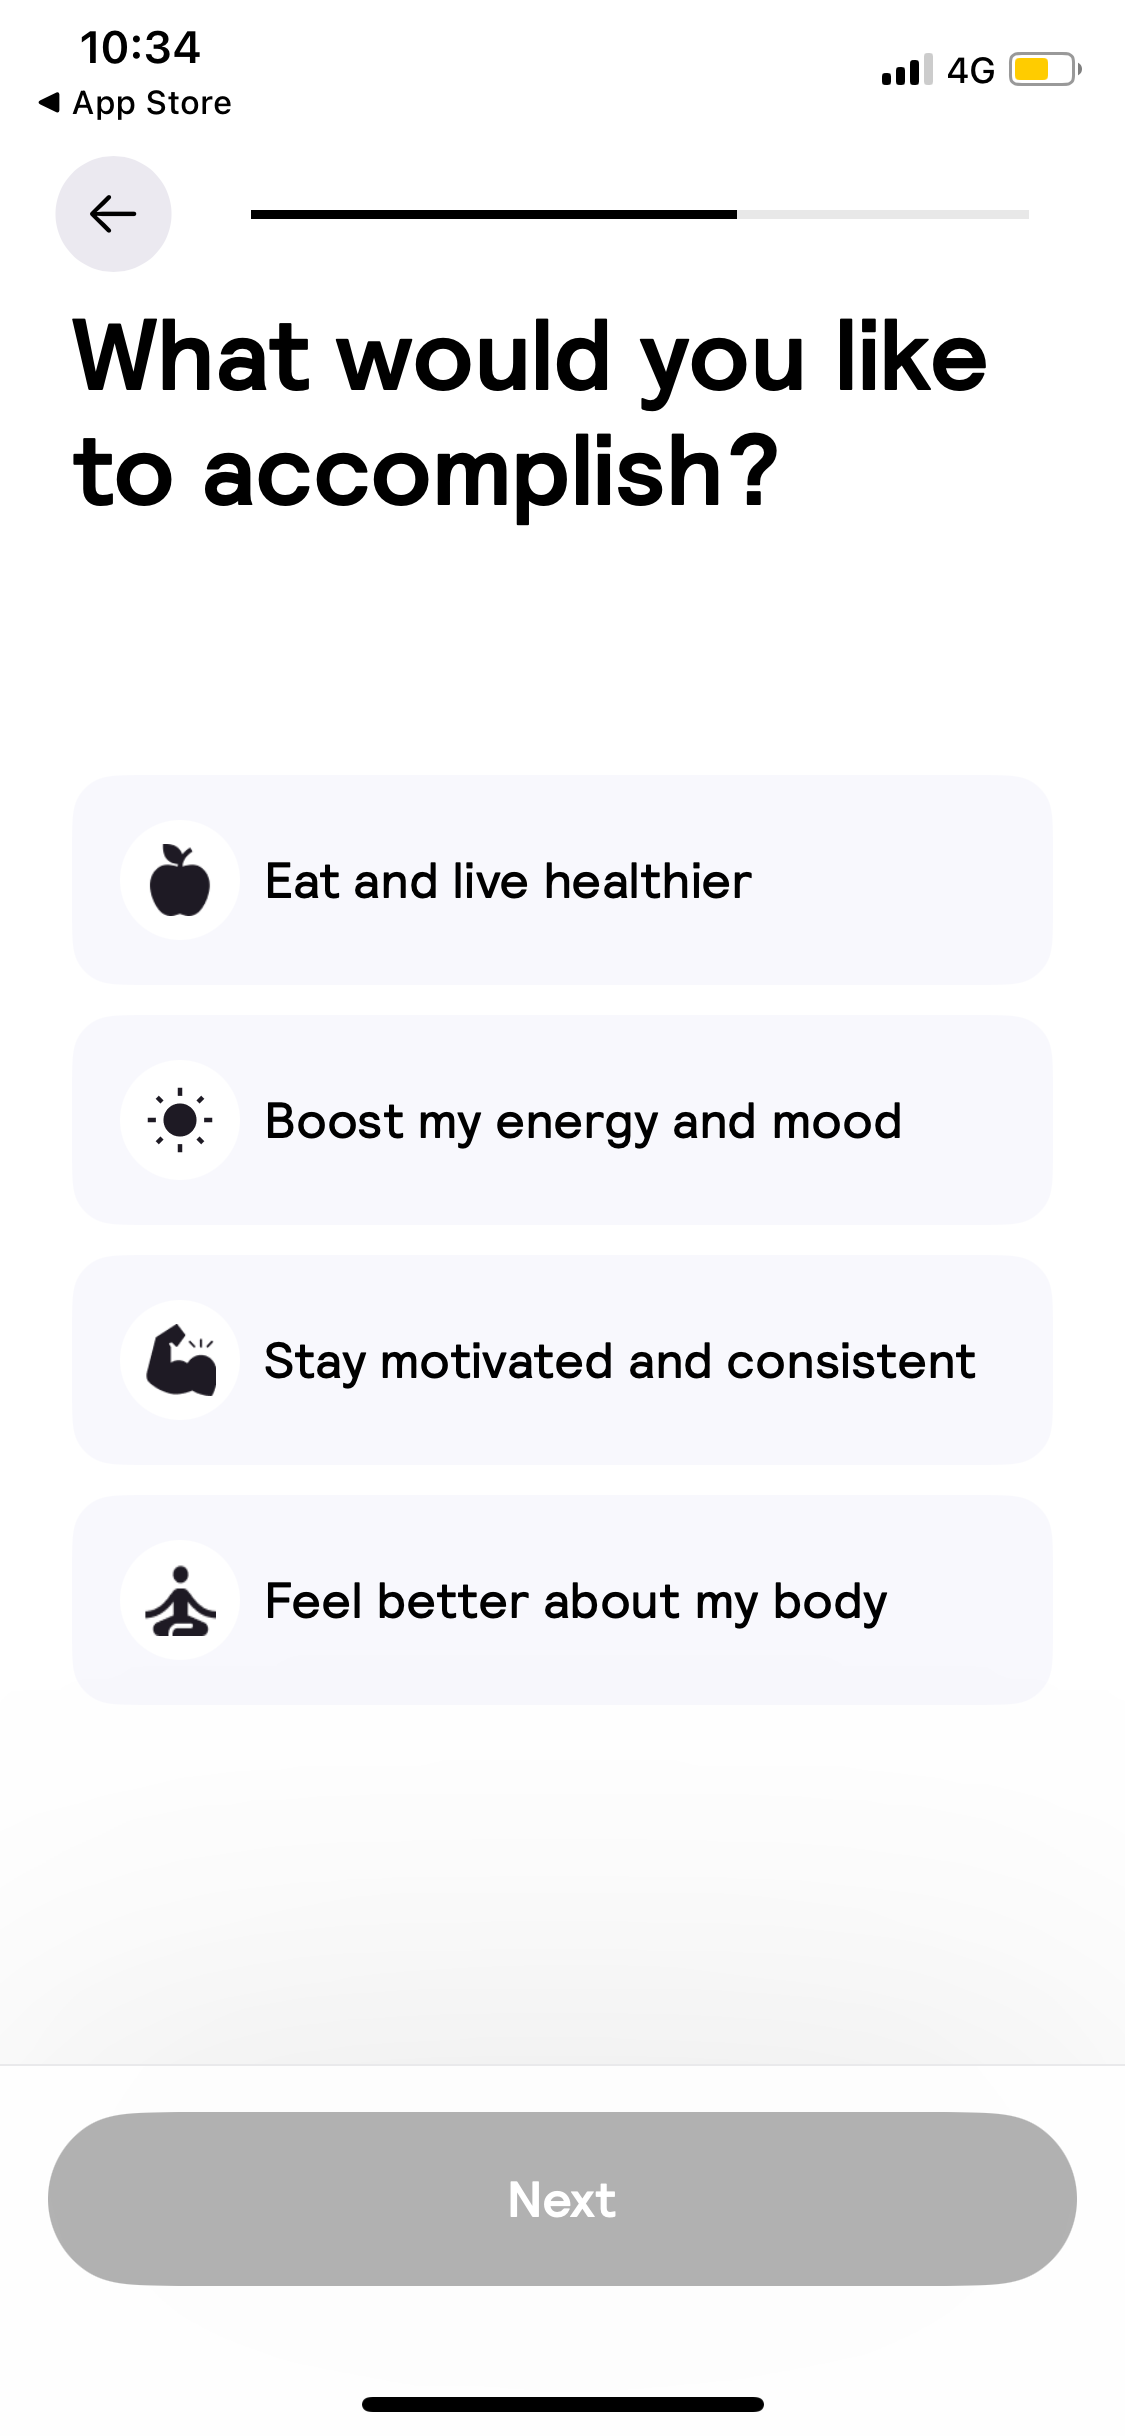 10:34
App Store
4G
What would you like
to accomplish?
Eat and live healthier
Boost my energy and mood
Stay motivated and consistent
Feel better about my body
Next